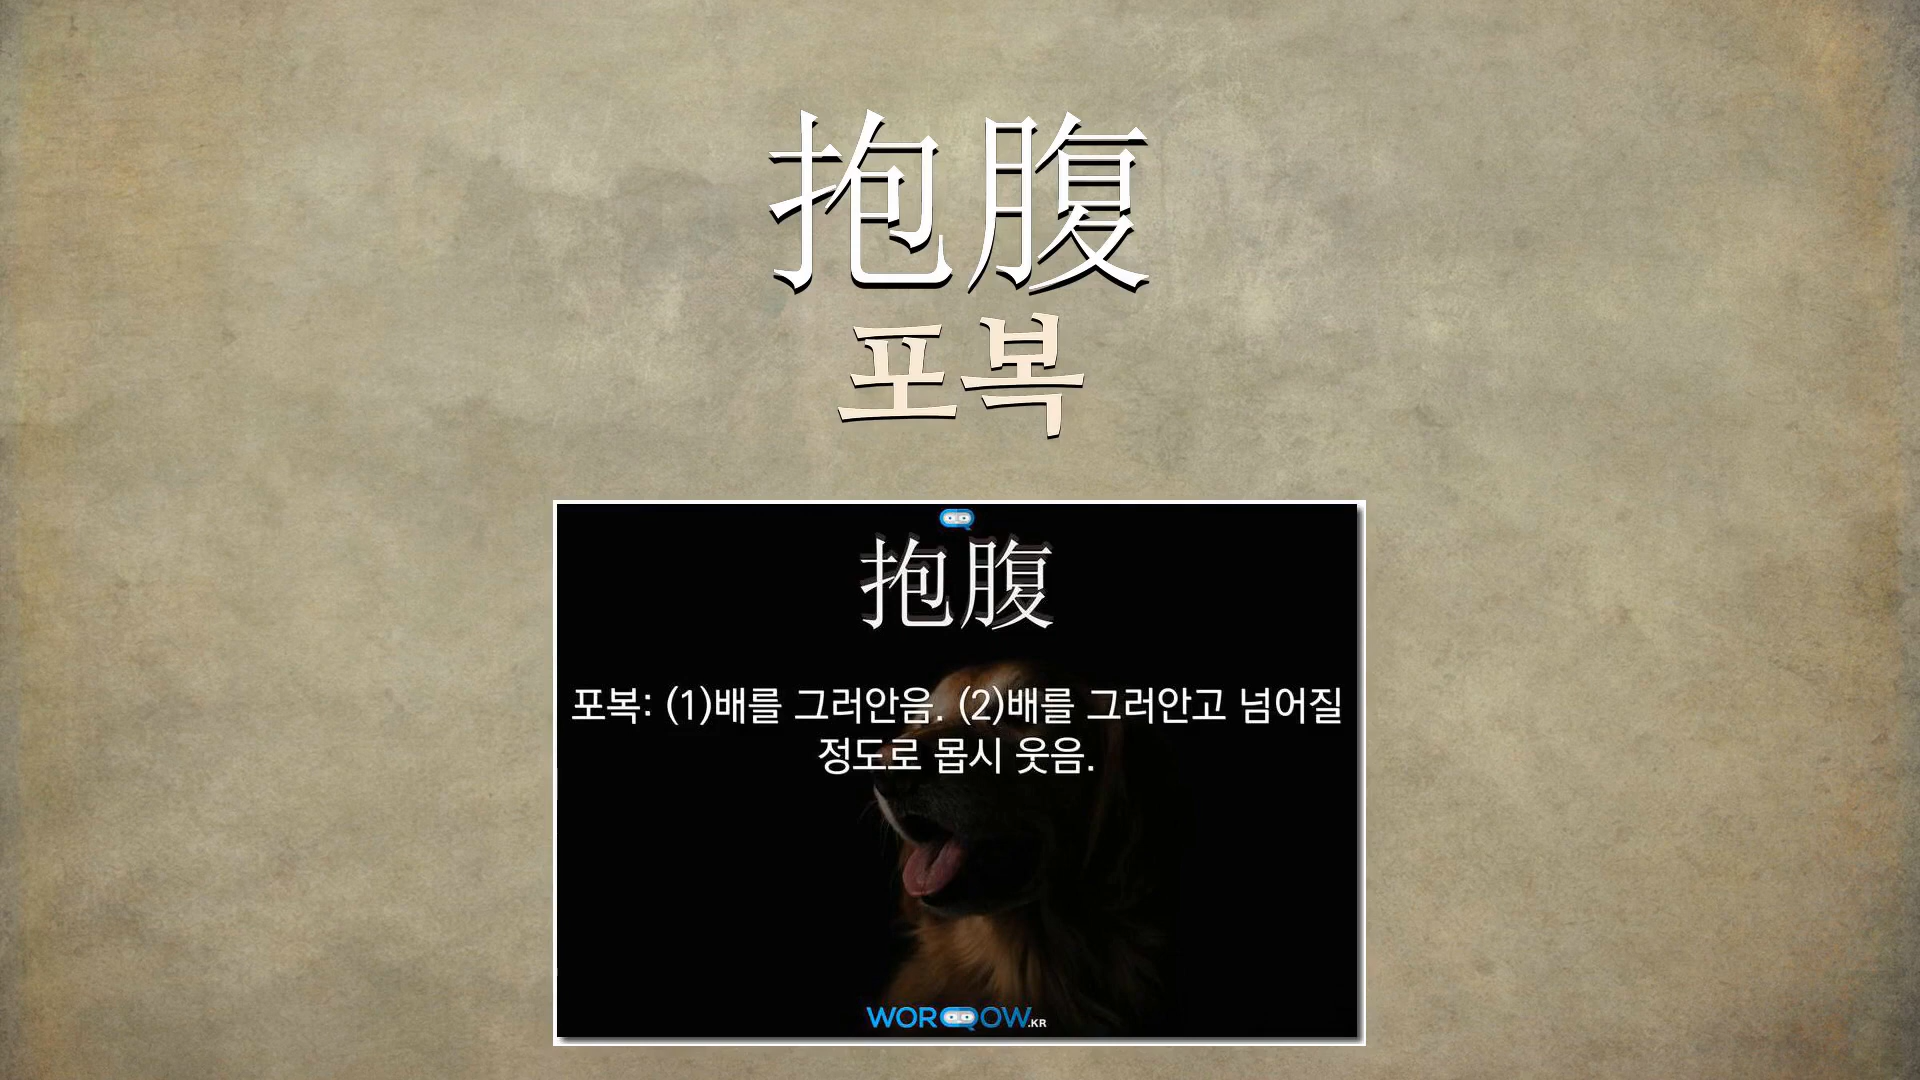 抱腹
포복
抱腹
포복: (1)배를 그러안음. (2)배를 그러안고 넘어질
정도로 몹시 웃음.
WORQQOW.KR